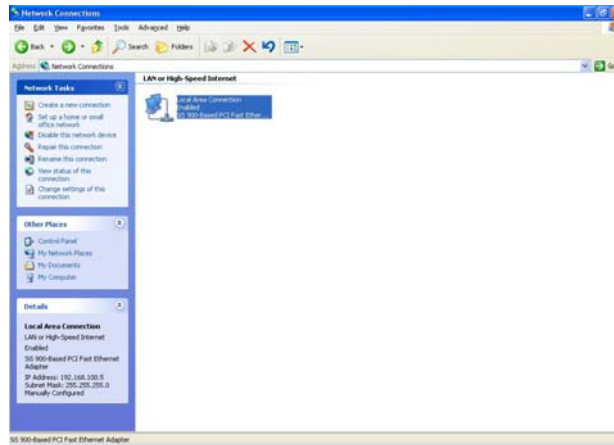 Network Connections
File Edit View Favorites Tools Advanced Help
Back Search Folders
Address Network Connections Go
Network Tasks
Create a new connection
Set up a home or small
office network
Disable this network device
Repair this connection
Rename this connection
View status of this
connection
Change settings of this
connection
Other Places
Control Panel
My Network Places
My Documents
My Computer
Details
Local Area Connection
LAN or High-Speed Internet
Enabled
SiS 900-Based PCI Fast Ethernet
Adapter
IP Address: 192.168.100.5
Subnet Mask: 255.255.255.0
Manually Configured
LAN or High-Speed Internet
Local Area Connection
Enabled
SiS 900-Based PCI Fast Ether...
SiS 900-Based PCI Fast Ethernet Adapter